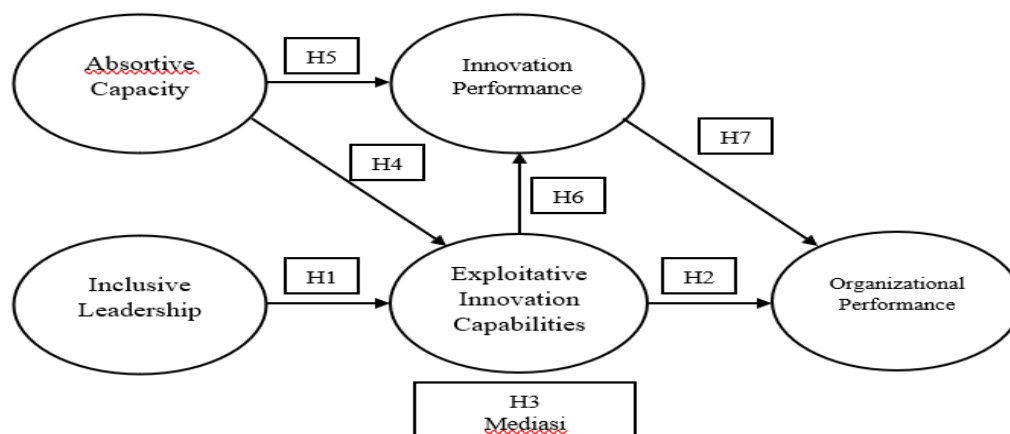 Absortive
Capacity
H5
Innovation
Performance
H4
H7
H6
Inclusive
Leadership
H1
Exploitative
Innovation
Capabilities
H2
Organizational
Performance
H3
Mediasi